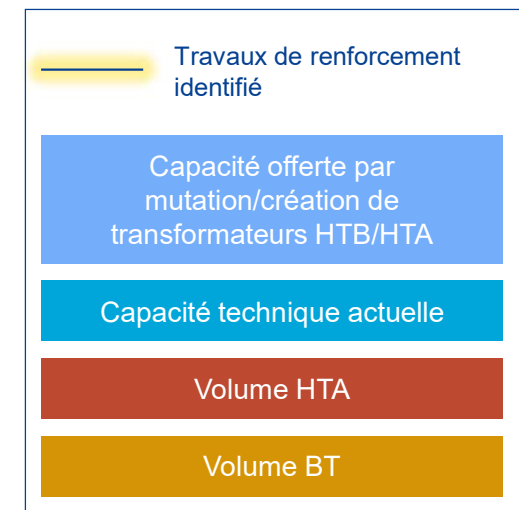 Travaux de renforcement
identifié
Capacité offerte par
mutation/création de
transformateurs HTB/HTA
Capacité technique actuelle
Volume HTA
Volume BT